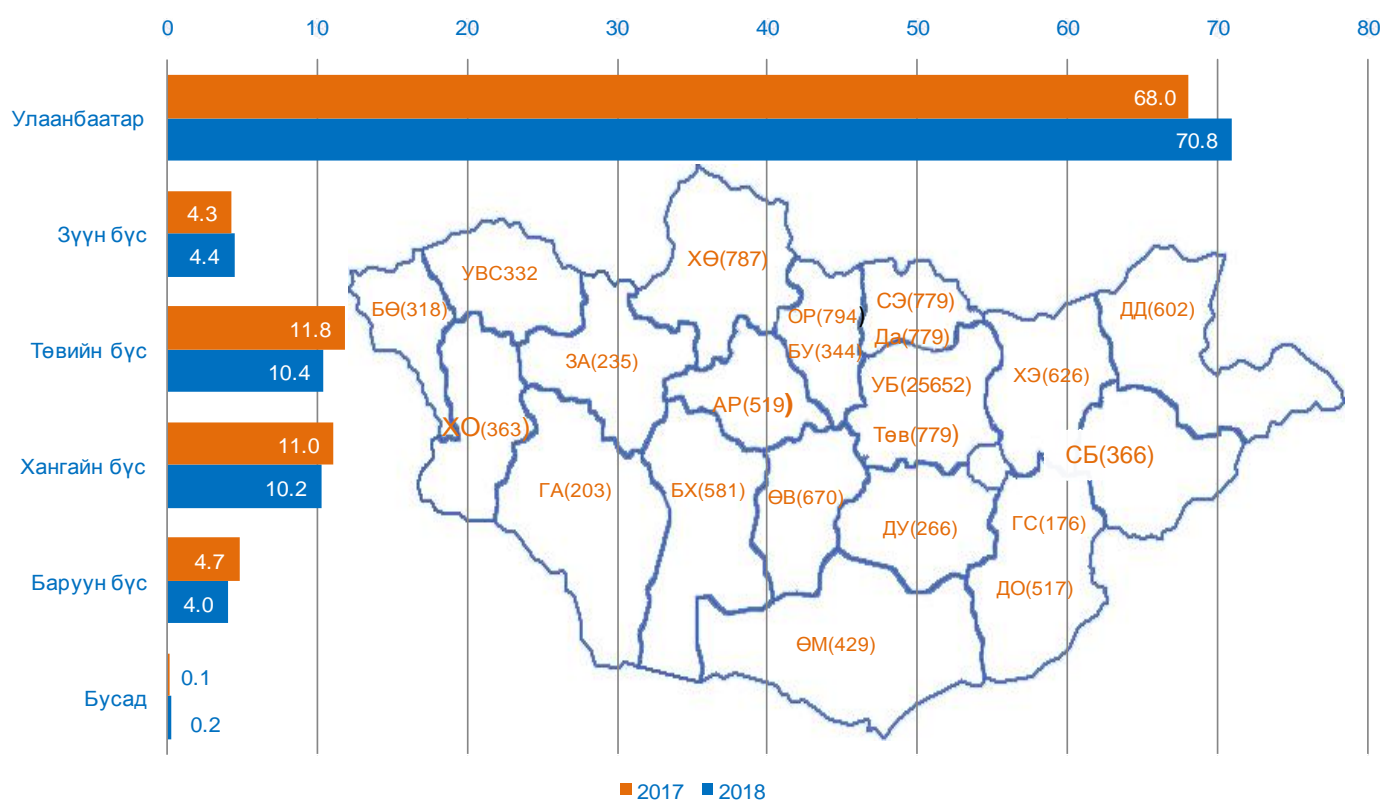 0 10 20 30 40 50 60 70 80
Улаанбаатар
68.0
70.8
Зүүн бүс
4.3
4.4
Төвийн бүс
11.8
10.4
Хангайн бүс
11.0
10.2
Баруун бүс
4.7
4.0
Бусад
0.1
0.2
ХӨ(787)
УВС332
БӨ(318)
СЭ(779)
ОР(794)
Да(779)
ДД(602)
БУ(344)
ЗА(235)
УБ(25652)
ХЭ(626)
АР(519)
ХО(363)
Төв(779)
СБ(366)
ГА(203)
БХ(581)
ӨВ(670)
ДУ(266)
ГС(176)
ДО(517)
ӨМ(429)
2017 2018